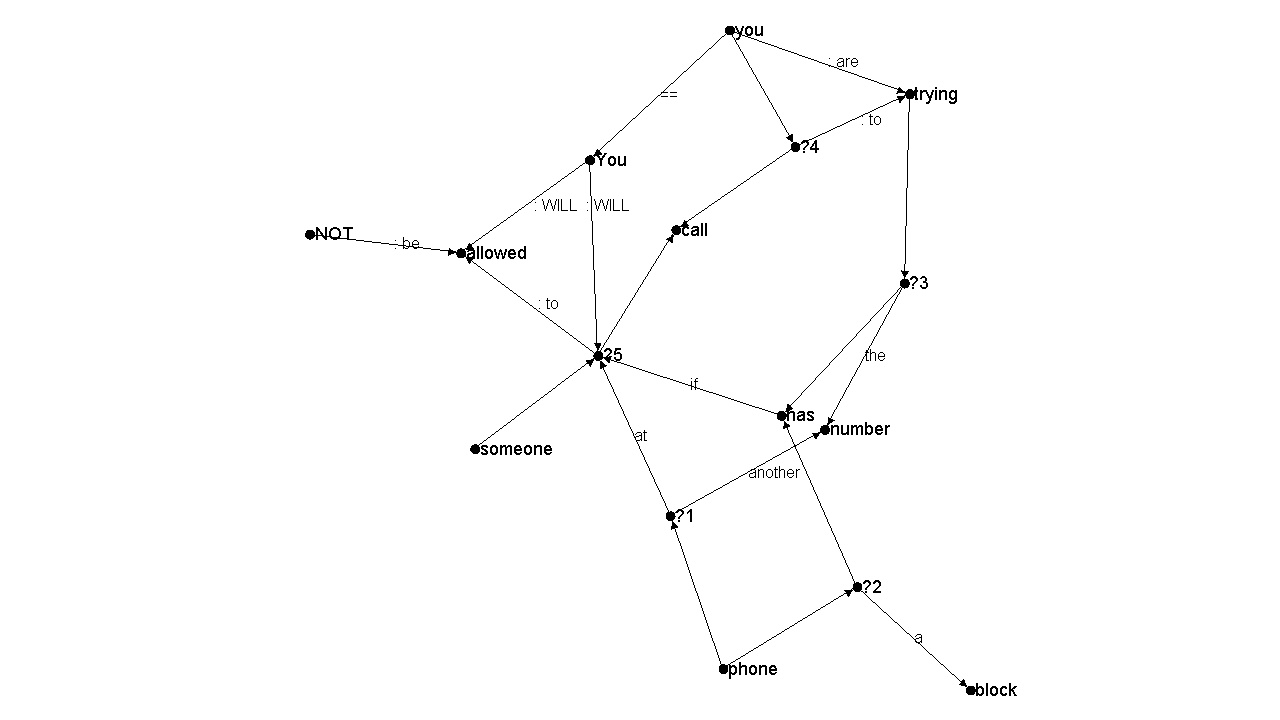 you
: are
trying
==
: to
?4
You
: WILL
: WILL
call
NOT
: be
allowed
?3
: to
?5
the
if
has
number
at
someone
another
?1
?2
a
phone
block